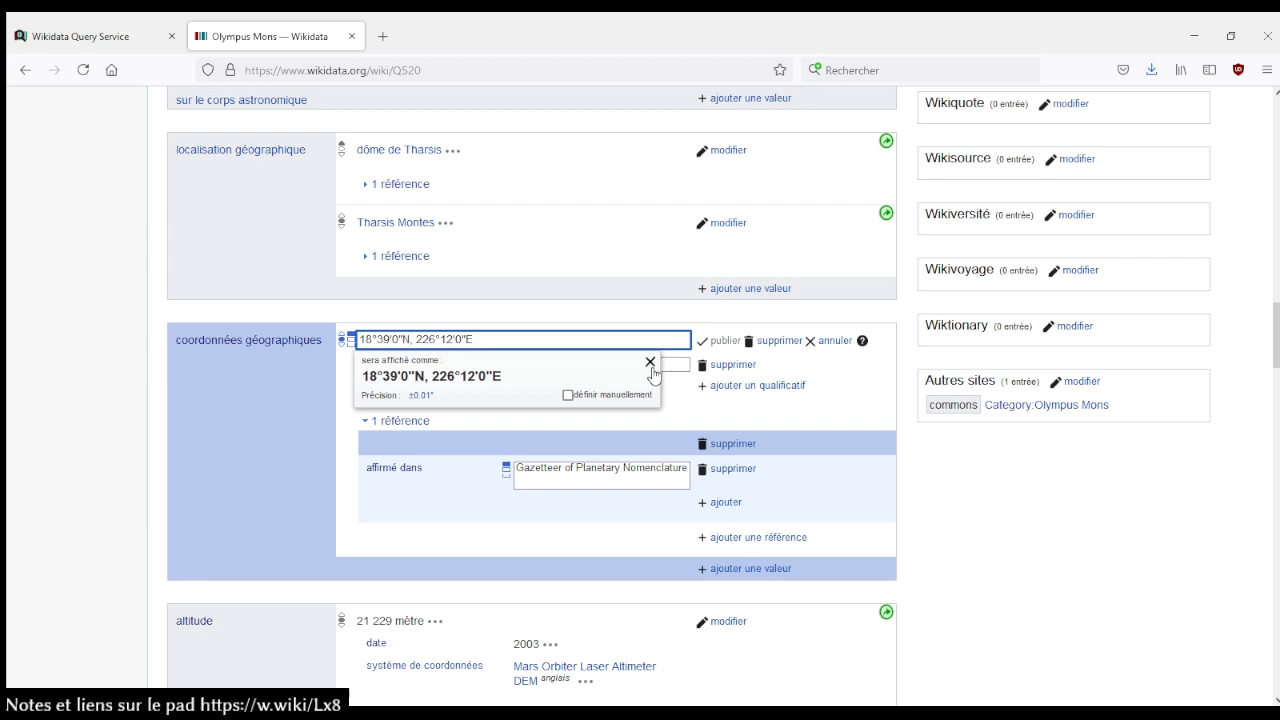 Wikidata Query Service
Olympus Mons — Wikidata
https://www.wikidata.org/wiki/Q520
Rechercher
sur le corps astronomique
+ ajouter une valeur
localisation géographique
dôme de Tharsis
modifier
1 référence
Tharsis Montes
modifier
1 référence
+ ajouter une valeur
coordonnées géographiques
18°39'0"N, 226°12'0"E
publier supprimer annuler
sera affiché comme :
18°39'0"N, 226°12'0"E
Précision : ±0.01°
définir manuellement
supprimer
+ ajouter un qualificatif
1 référence
supprimer
affirmé dans
Gazetteer of Planetary Nomenclature
supprimer
+ ajouter
+ ajouter une référence
+ ajouter une valeur
altitude
21 229 mètre
modifier
date
2003
système de coordonnées
Mars Orbiter Laser Altimeter
DEM anglais
Wikiquote (0 entrée) modifier
Wikisource (0 entrée) modifier
Wikiversité (0 entrée) modifier
Wikivoyage (0 entrée) modifier
Wiktionary (0 entrée) modifier
Autres sites (1 entrée) modifier
commons Category:Olympus Mons
Notes et liens sur le pad https://w.wiki/Lx8